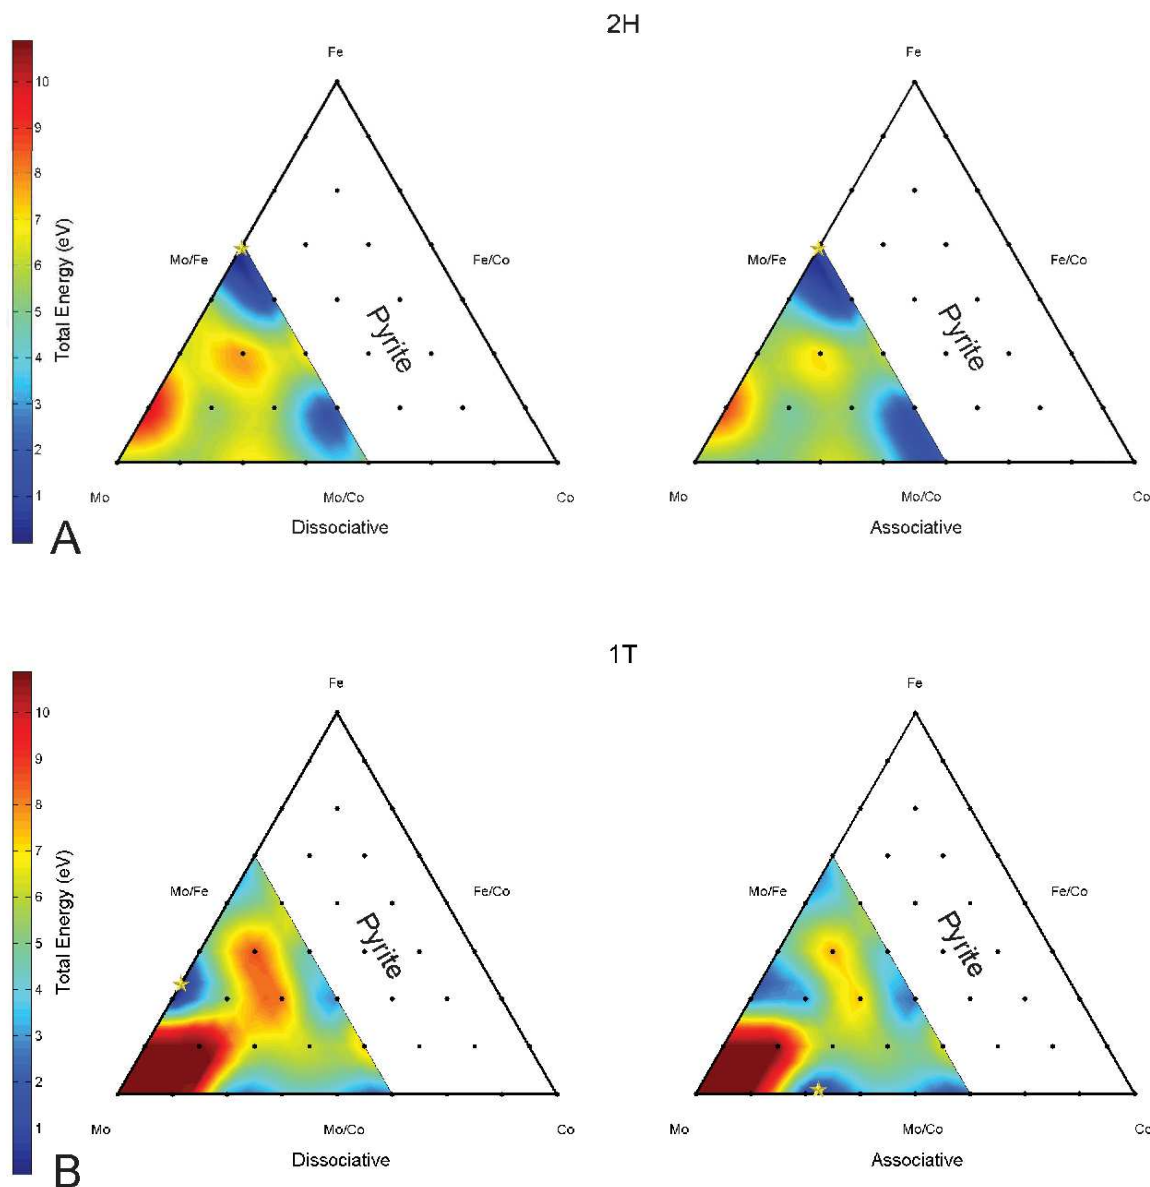 2H
Fe
Fe
10
9
8
7
6
5
4
3
2
1
Total Energy (eV)
Mo/Fe
Fe/Co
Mo/Fe
Fe/Co
Pyrite
Pyrite
Mo
Mo/Co
Co
Mo
Mo/Co
Co
A
Dissociative
Associative
1T
Fe
Fe
10
9
8
7
6
5
4
3
2
1
Total Energy (eV)
Mo/Fe
Fe/Co
Mo/Fe
Fe/Co
Pyrite
Pyrite
Mo
Mo/Co
Co
Mo
Mo/Co
Co
B
Dissociative
Associative